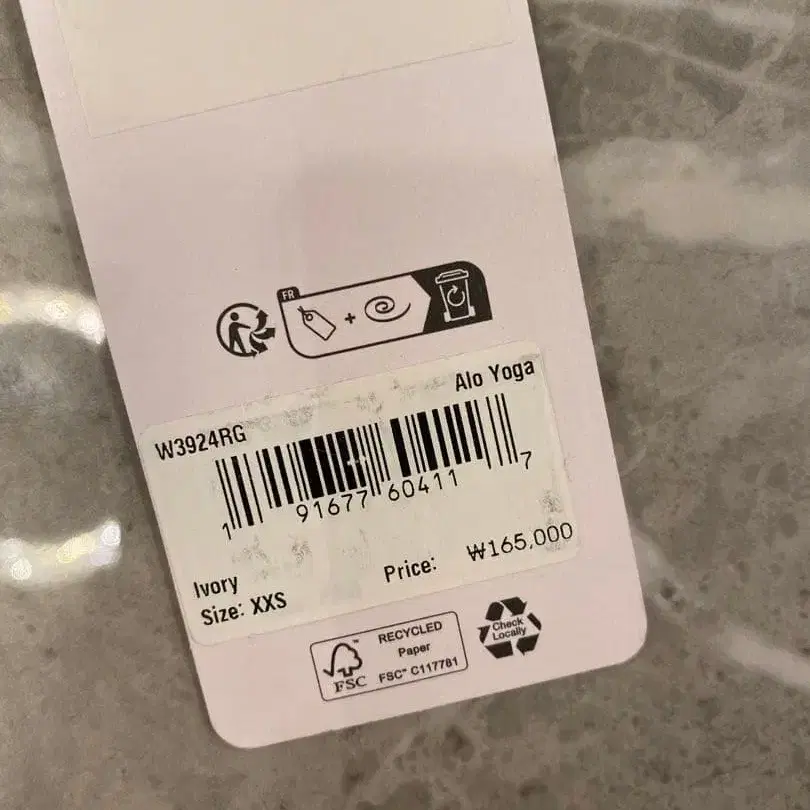 FR
W3924RG
Alo Yoga
1 91677 60411 7
Ivory
Size: XXS
Price: ₩165,000
FSC
RECYCLED
Paper
FSC™ C117781
Check
Locally